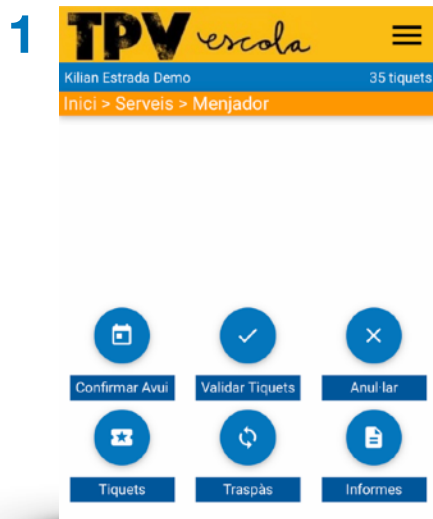 1
TPV escola
Kilian Estrada Demo 35 tiquets
Inici > Serveis > Menjador
Confirmar Avui Validar Tiquets Anul·lar
Tiquets Traspàs Informes